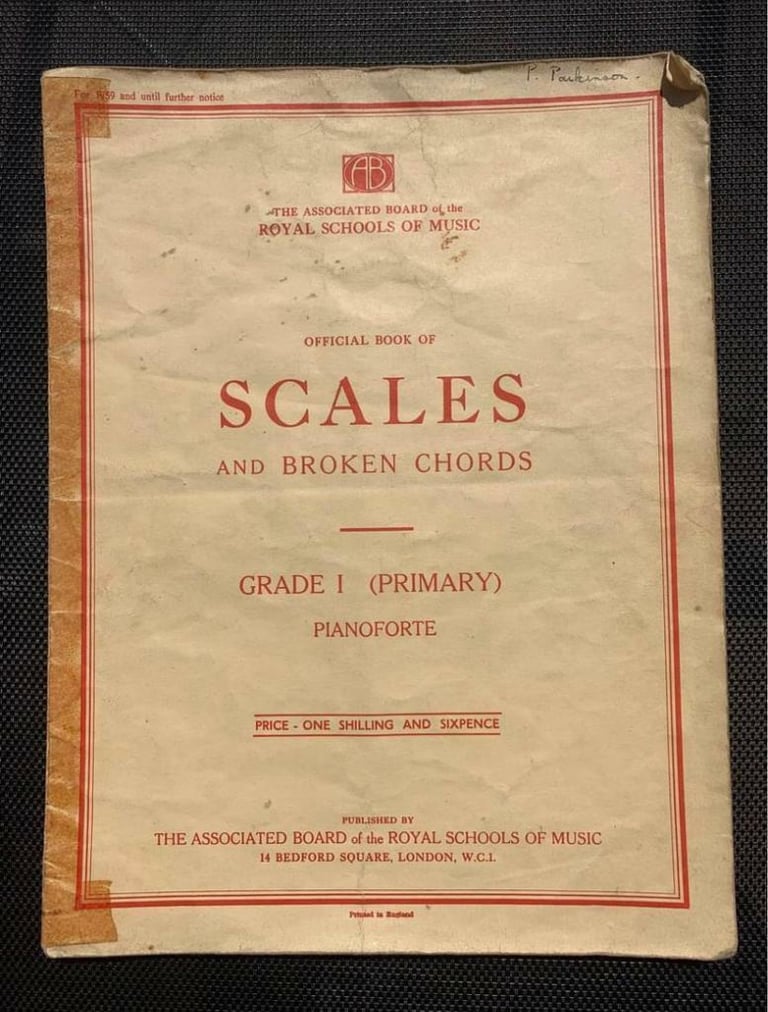 P. Parkinson.
For 1959 and until further notice
AB
THE ASSOCIATED BOARD of the
ROYAL SCHOOLS OF MUSIC
OFFICIAL BOOK OF
SCALES
AND BROKEN CHORDS
GRADE I (PRIMARY)
PIANOFORTE
PRICE - ONE SHILLING AND SIXPENCE
PUBLISHED BY
THE ASSOCIATED BOARD of the ROYAL SCHOOLS OF MUSIC
14 BEDFORD SQUARE, LONDON, W.C.1.
Printed in England